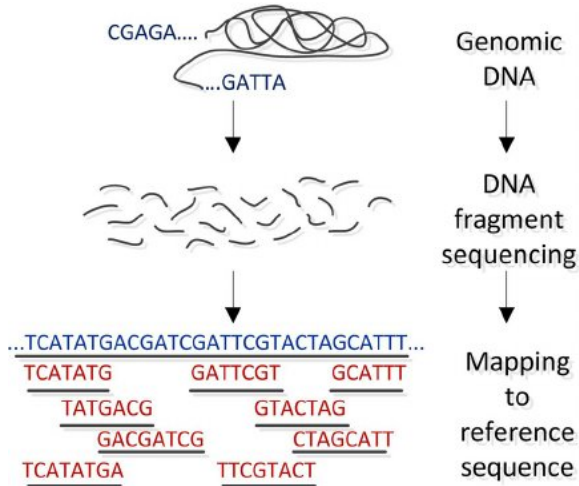 CGAGA....
...GATTA
Genomic
DNA
DNA
fragment
sequencing
...TCATATGACGATCGATTCGTACTAGCATTT...
TCATATG GATTCGT GCATTT
TATGACG GTACTAG
GACGATCG CTAGCATT
TCATATGA TTCGTACT
Mapping
to
reference
sequence